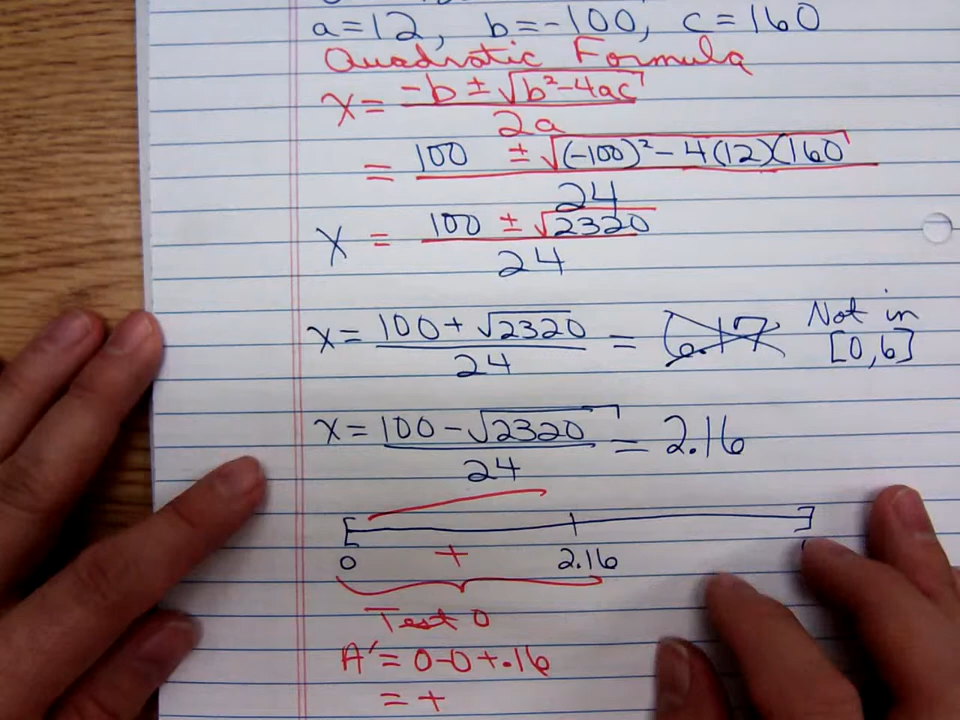 a=12, b=-100, c=160
Quadratic Formula
x= -b ± √(b²-4ac) / 2a
= 100 ± √((-100)² - 4(12)(160 / 24
x = 100 ± √2320 / 24
x= 100 + √2320 / 24 = 6.17 Not in [0,6]
x= 100 - √2320 / 24 = 2.16
[ ]
0 + 2.16
Test 0
A'= 0-0+.16
= +